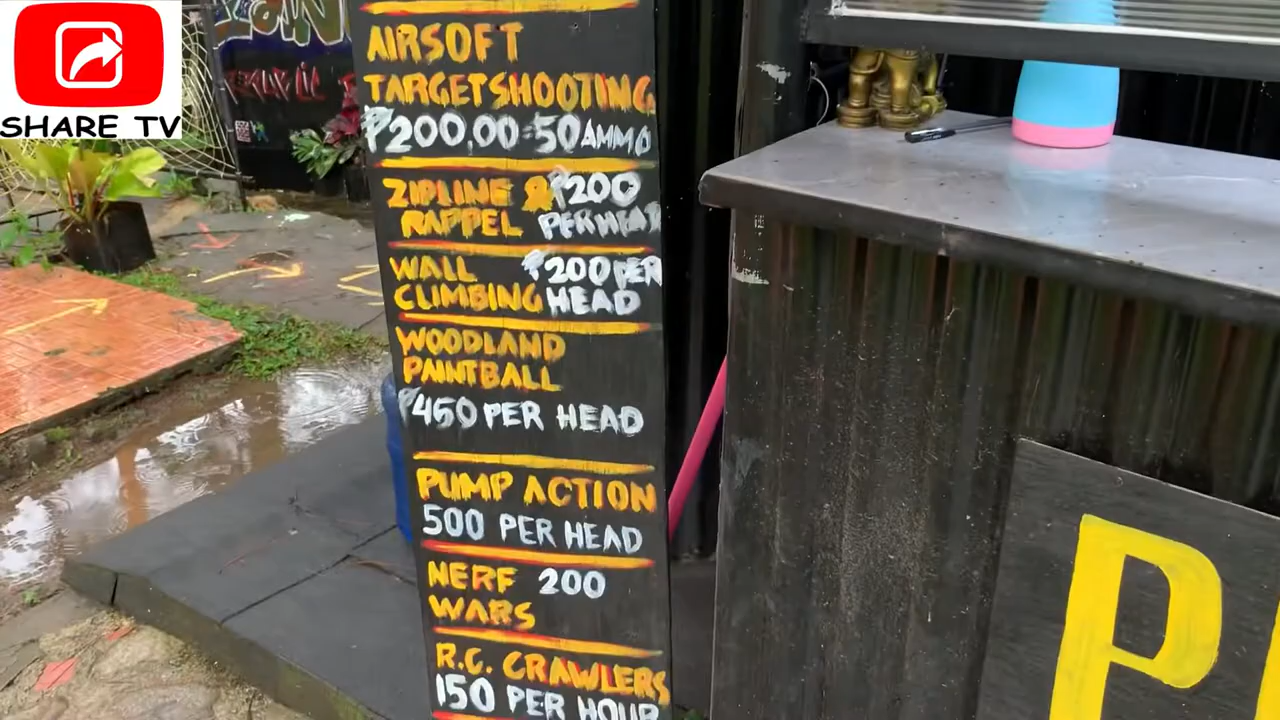 SHARE TV
AIRSOFT
TARGETSHOOTING
₱200,00=50AMMO
ZIPLINE & ₱200
RAPPEL PER HEAD
WALL ₱200 PER
CLIMBING HEAD
WOODLAND
PAINTBALL
₱450 PER HEAD
PUMP ACTION
500 PER HEAD
NERF 200
WARS
R.C. CRAWLERS
150 PER HOUR
P